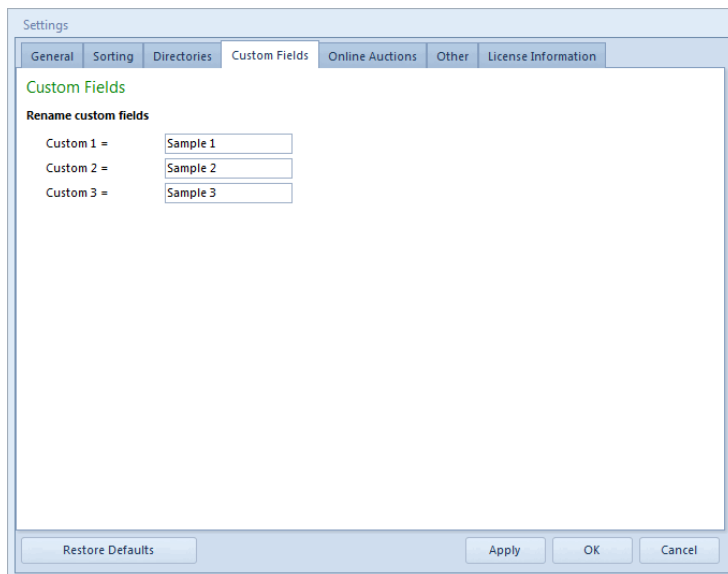 Settings
General Sorting Directories Custom Fields Online Auctions Other License Information
Custom Fields
Rename custom fields
Custom 1 = Sample 1
Custom 2 = Sample 2
Custom 3 = Sample 3
Restore Defaults Apply OK Cancel